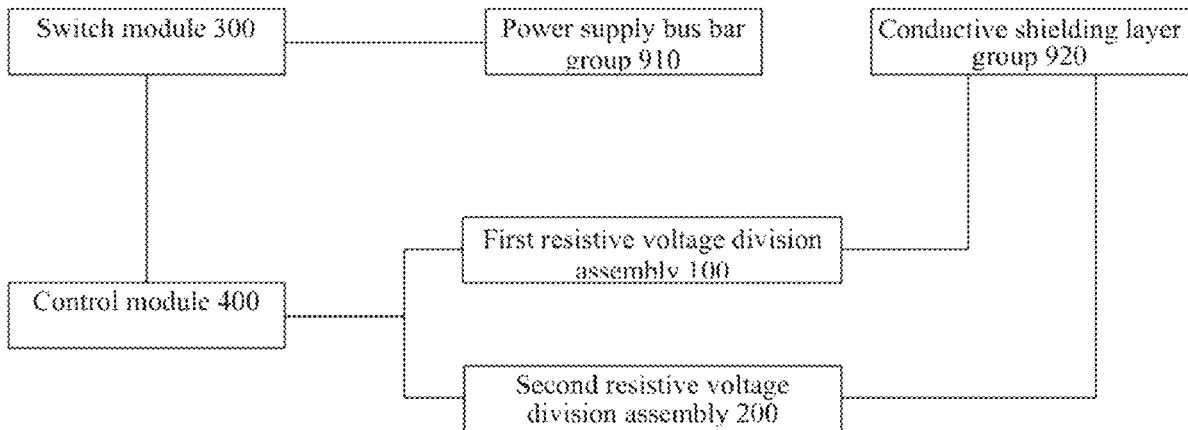 Switch module 300
Power supply bus bar
group 910
Conductive shielding layer
group 920
First resistive voltage division
assembly 100
Control module 400
Second resistive voltage
division assembly 200